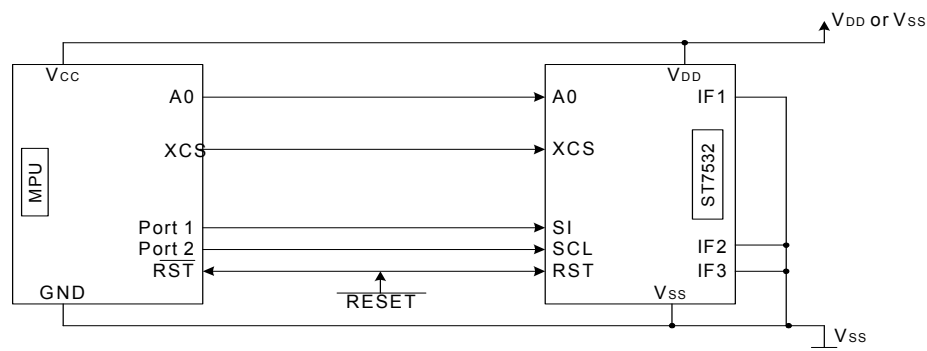 VDD or VSS
VCC
VDD
A0
A0
IF1
XCS
XCS
MPU
ST7532
Port 1
SI
Port 2
SCL
IF2
RST
RST
IF3
RESET
GND
VSS
VSS